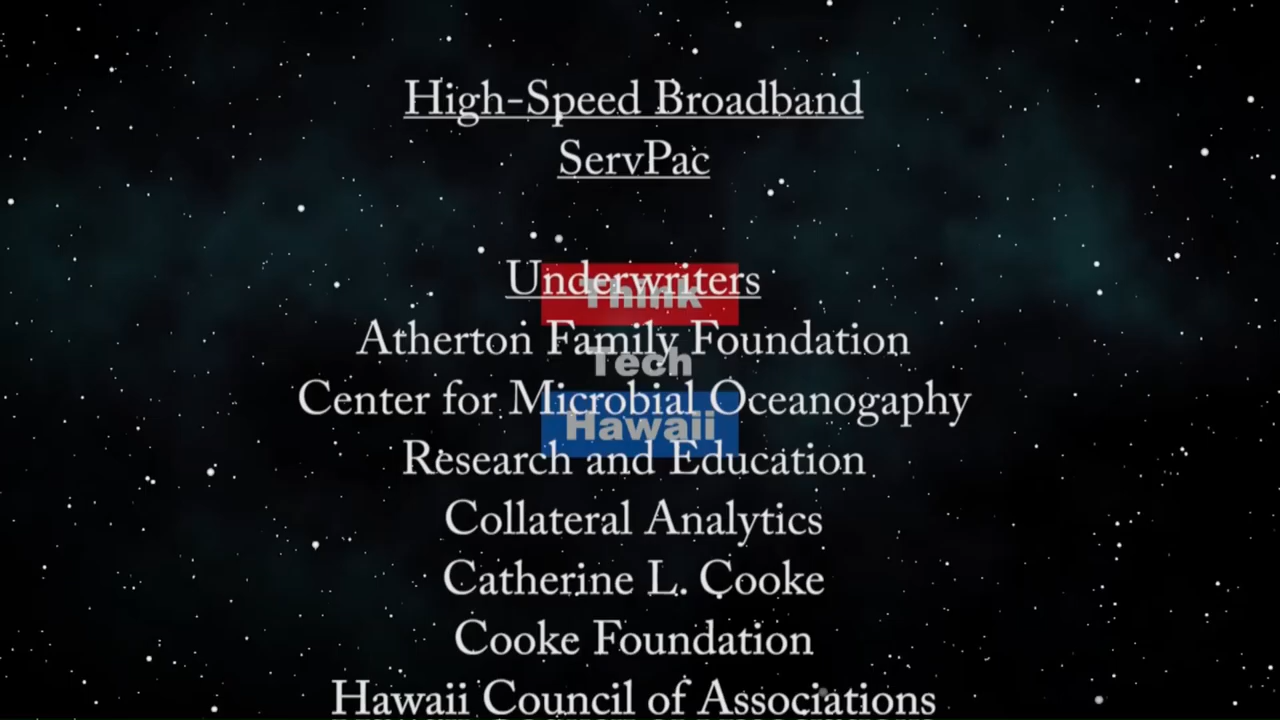 High-Speed Broadband
ServPac
Underwriters
Think
Atherton Family Foundation
Tech
Center for Microbial Oceanogaphy
Hawaii
Research and Education
Collateral Analytics
Catherine L. Cooke
Cooke Foundation
Hawaii Council of Associations